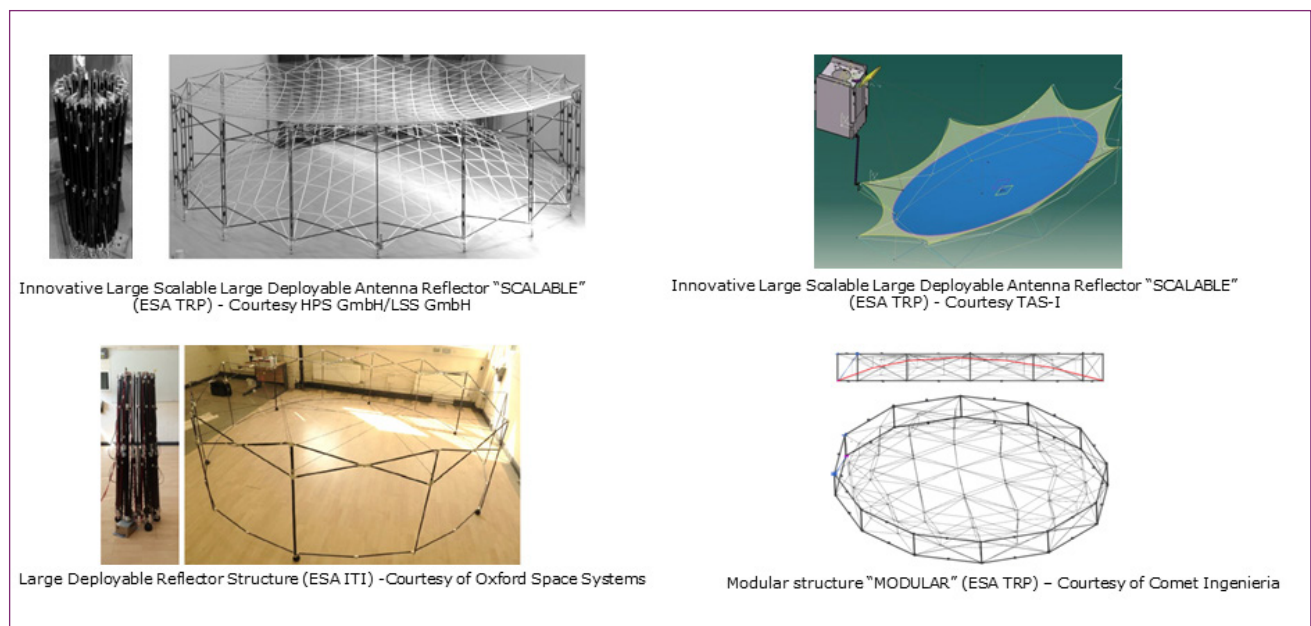 Innovative Large Scalable Large Deployable Antenna Reflector “SCALABLE”
(ESA TRP) - Courtesy HPS GmbH/LSS GmbH
Innovative Large Scalable Large Deployable Antenna Reflector “SCALABLE”
(ESA TRP) - Courtesy TAS-I
Large Deployable Reflector Structure (ESA ITI) -Courtesy of Oxford Space Systems
Modular structure “MODULAR” (ESA TRP) – Courtesy of Comet Ingenieria